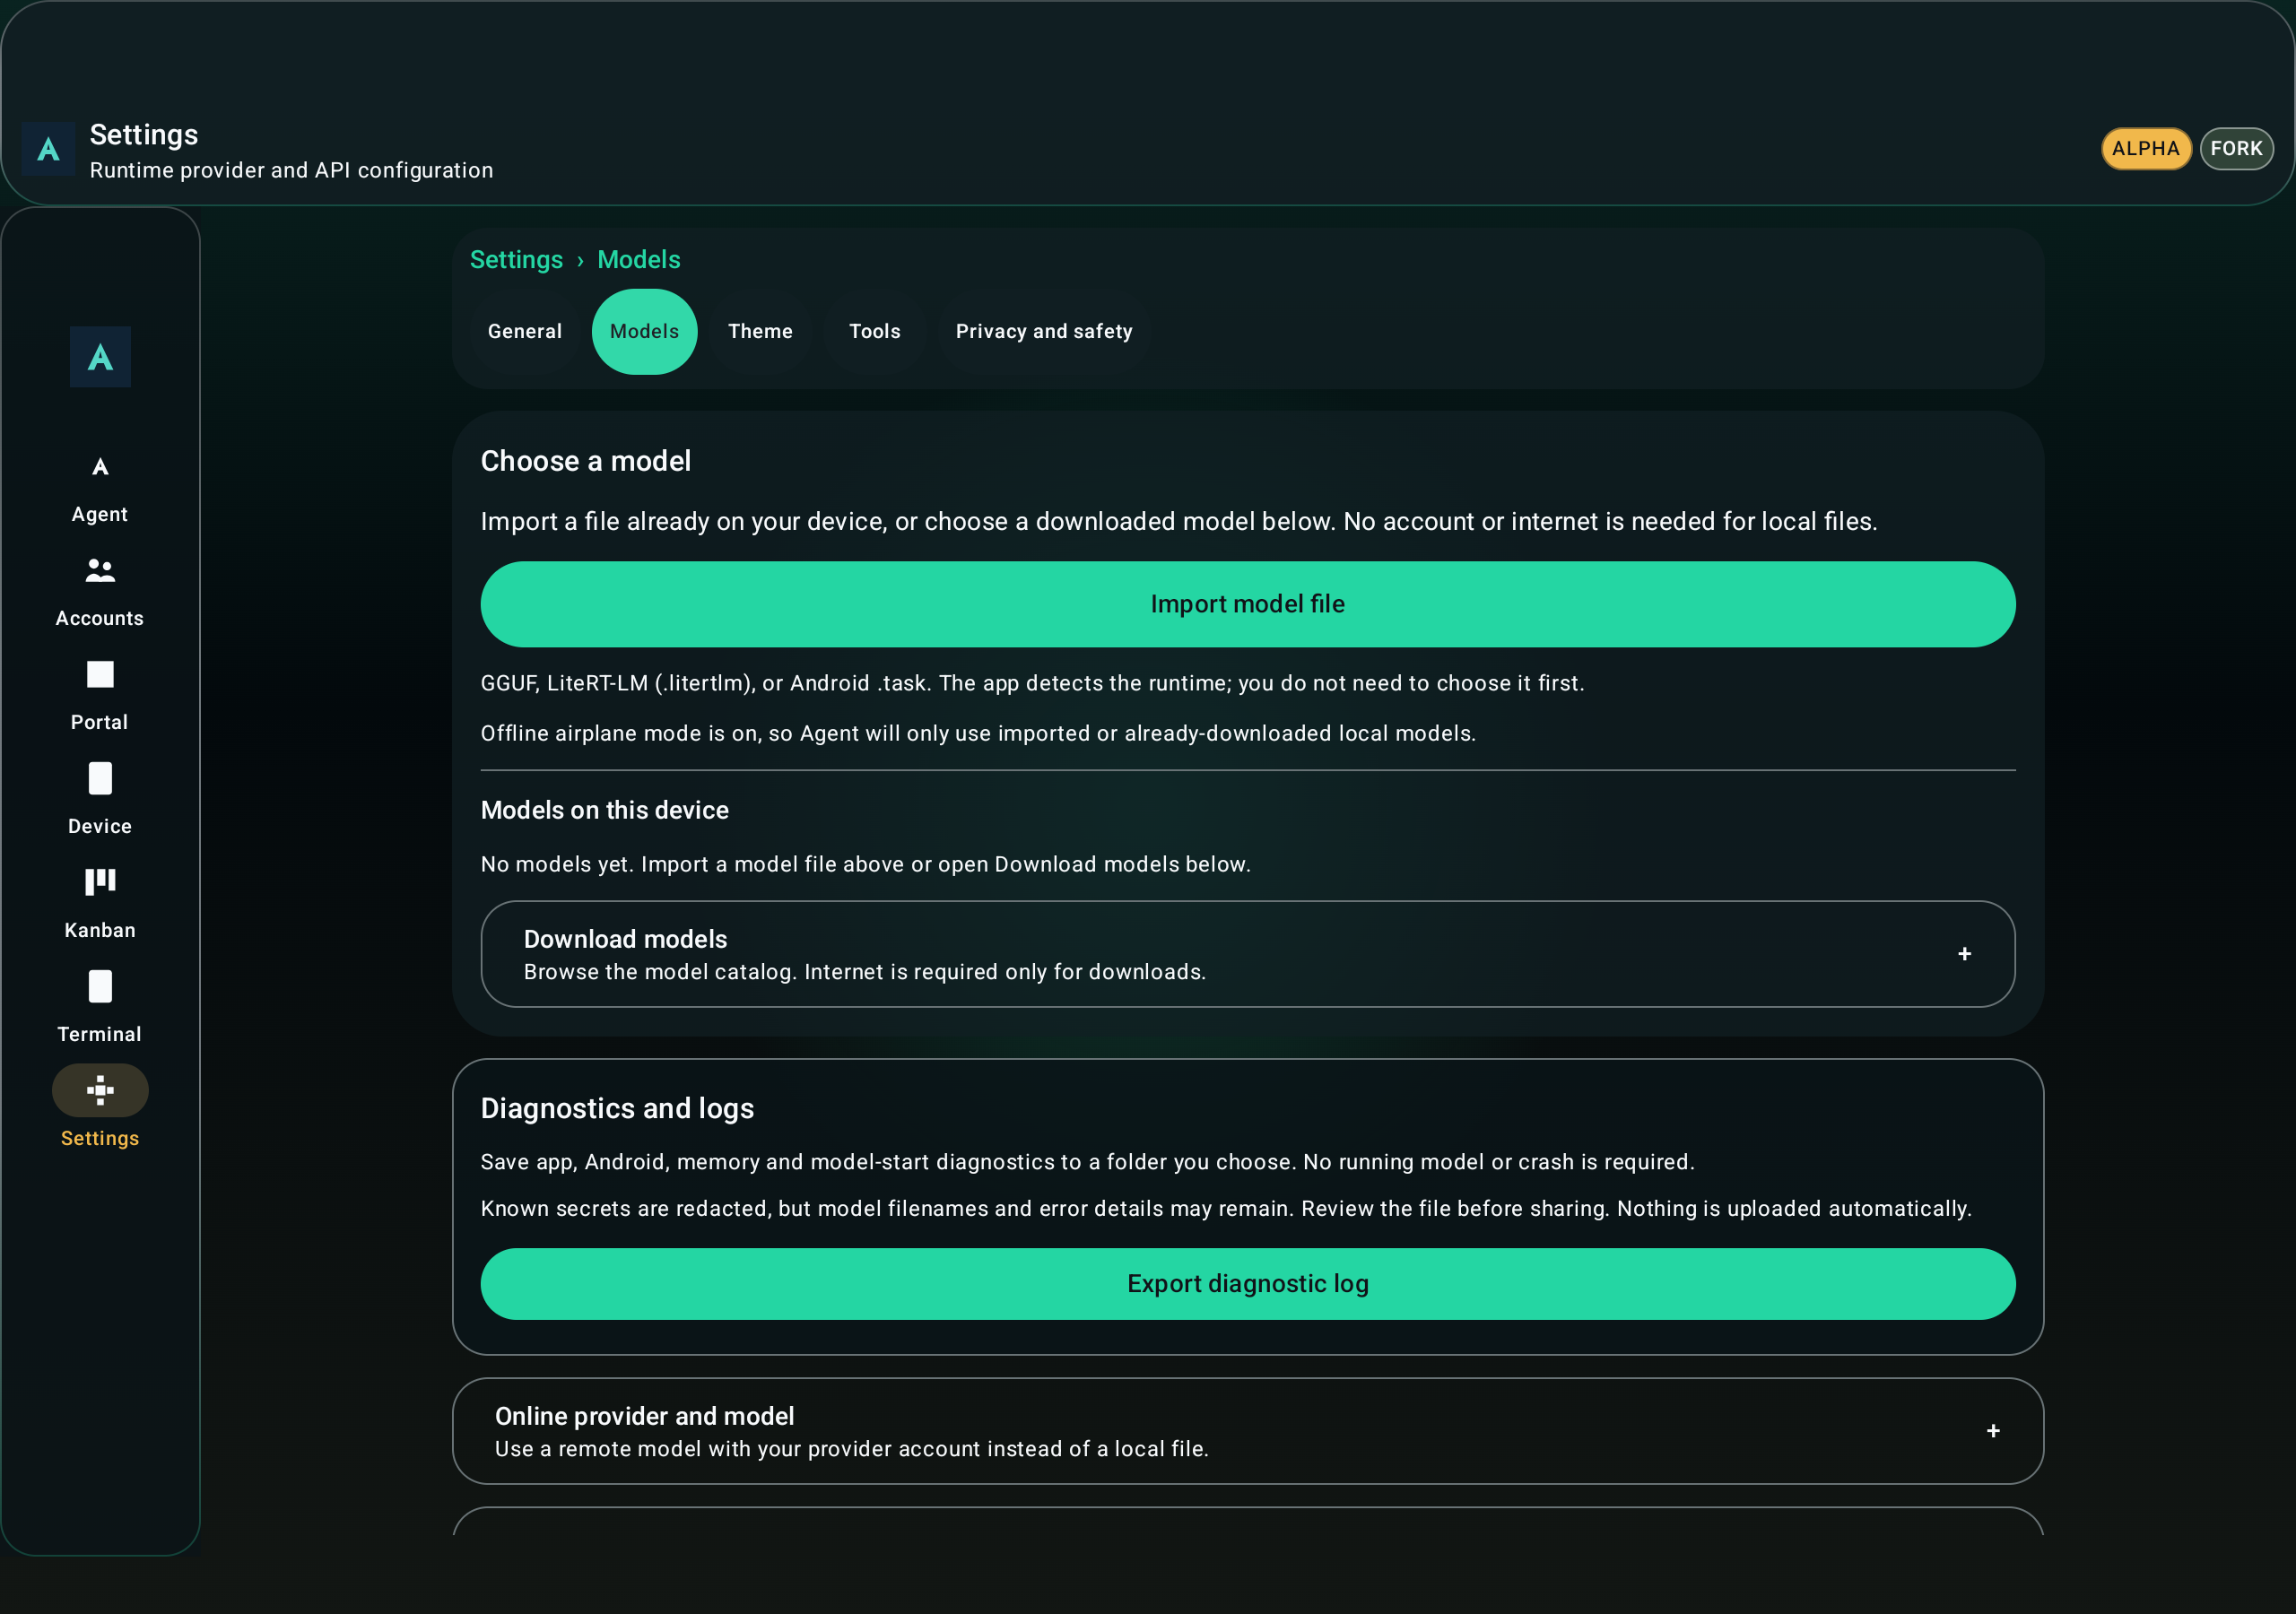 Settings
Runtime provider and API configuration
ALPHA
FORK
Agent
Accounts
Portal
Device
Kanban
Terminal
Settings
Settings › Models
General
Models
Theme
Tools
Privacy and safety
Choose a model
Import a file already on your device, or choose a downloaded model below. No account or internet is needed for local files.
Import model file
GGUF, LiteRT-LM (.litertlm), or Android .task. The app detects the runtime; you do not need to choose it first.
Offline airplane mode is on, so Agent will only use imported or already-downloaded local models.
Models on this device
No models yet. Import a model file above or open Download models below.
Download models
+
Browse the model catalog. Internet is required only for downloads.
Diagnostics and logs
Save app, Android, memory and model-start diagnostics to a folder you choose. No running model or crash is required.
Known secrets are redacted, but model filenames and error details may remain. Review the file before sharing. Nothing is uploaded automatically.
Export diagnostic log
Online provider and model
+
Use a remote model with your provider account instead of a local file.